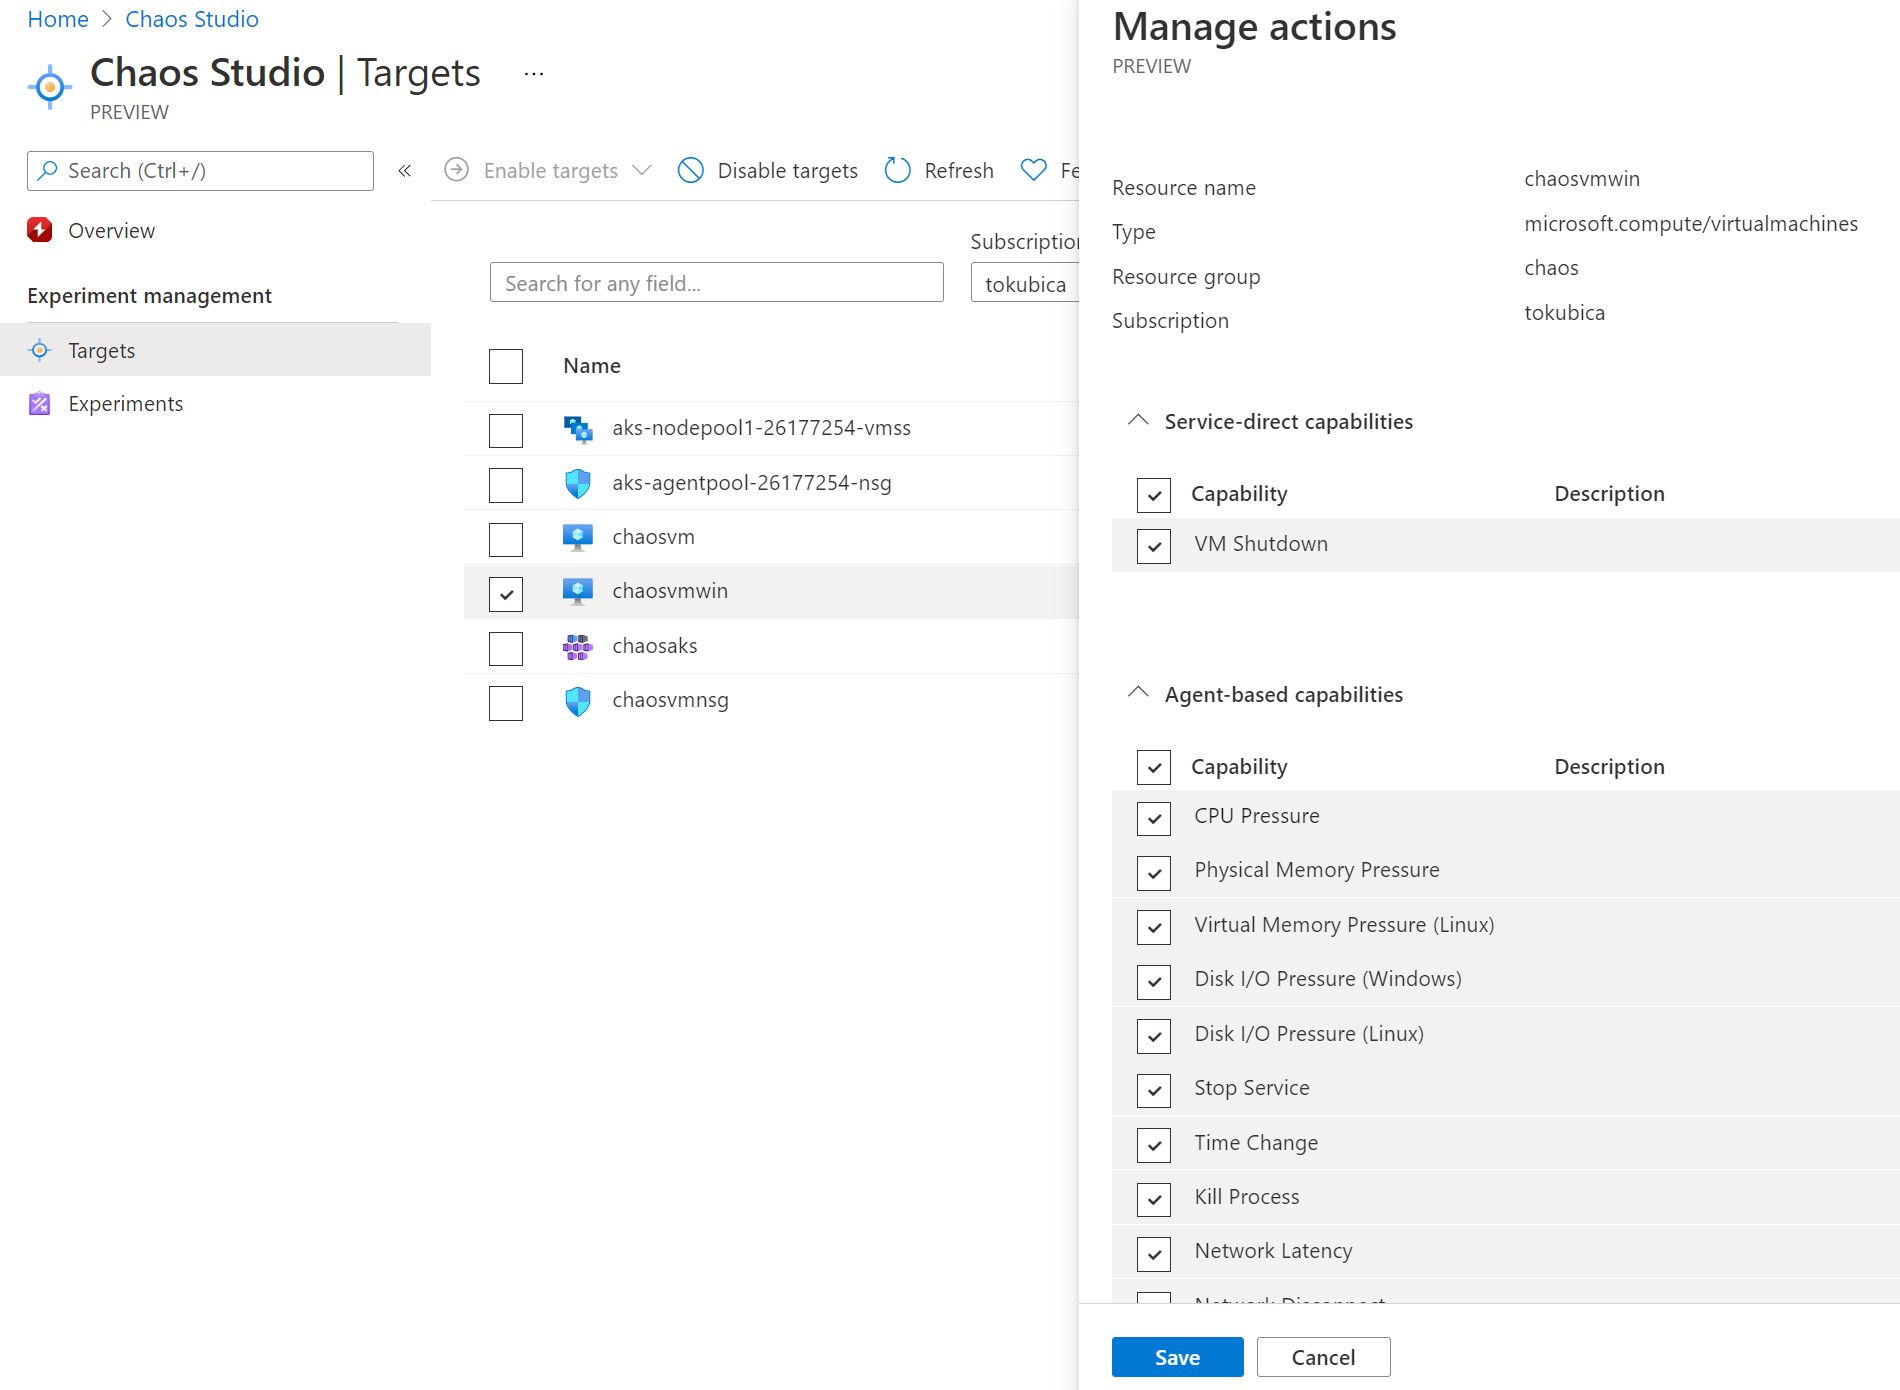 Home > Chaos Studio
Chaos Studio | Targets ...
PREVIEW
Search (Ctrl+/)
«
Overview
Experiment management
Targets
Experiments
Enable targets
Disable targets
Refresh
Fe
Search for any field...
Subscription
tokubica
Name
aks-nodepool1-26177254-vmss
aks-agentpool-26177254-nsg
chaosvm
chaosvmwin
chaosaks
chaosvmnsg
Manage actions
PREVIEW
Resource name chaosvmwin
Type microsoft.compute/virtualmachines
Resource group chaos
Subscription tokubica
Service-direct capabilities
Capability Description
VM Shutdown
Agent-based capabilities
Capability Description
CPU Pressure
Physical Memory Pressure
Virtual Memory Pressure (Linux)
Disk I/O Pressure (Windows)
Disk I/O Pressure (Linux)
Stop Service
Time Change
Kill Process
Network Latency
Network Disconnect
Save Cancel